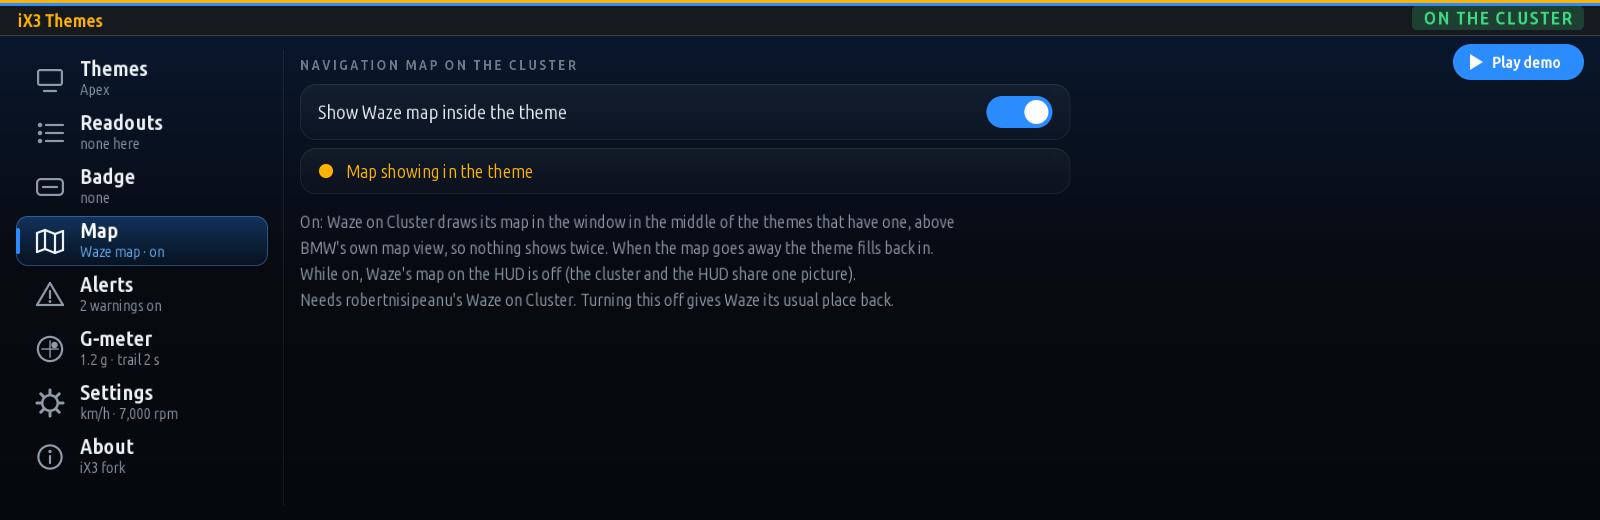 iX3 Themes
ON THE CLUSTER
Play demo
Themes
Apex
Readouts
none here
Badge
none
Map
Waze map · on
Alerts
2 warnings on
G-meter
1.2 g · trail 2 s
Settings
km/h · 7,000 rpm
About
iX3 fork
NAVIGATION MAP ON THE CLUSTER
Show Waze map inside the theme
Map showing in the theme
On: Waze on Cluster draws its map in the window in the middle of the themes that have one, above
BMW's own map view, so nothing shows twice. When the map goes away the theme fills back in.
While on, Waze's map on the HUD is off (the cluster and the HUD share one picture).
Needs robertnisipeanu's Waze on Cluster. Turning this off gives Waze its usual place back.